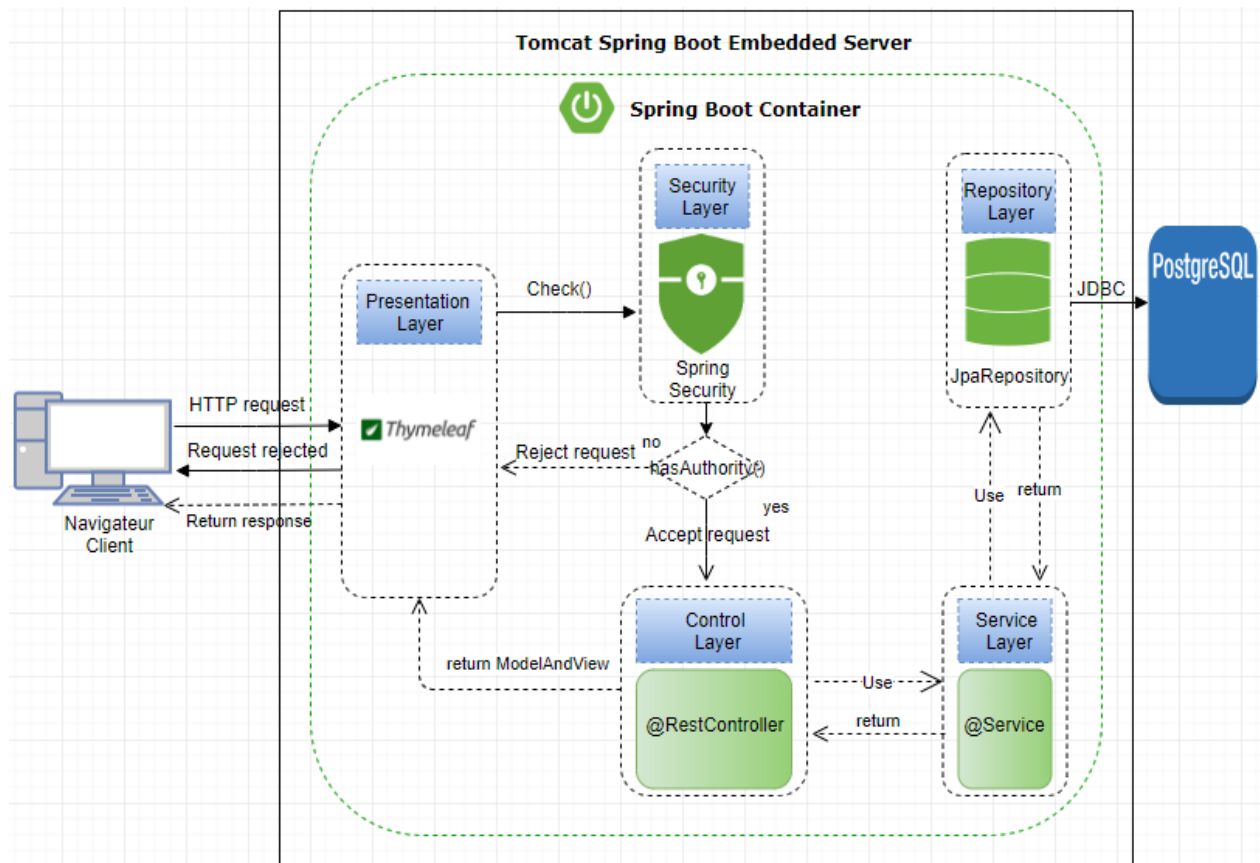 Tomcat Spring Boot Embedded Server
Spring Boot Container
Security
Layer
Repository
Layer
PostgreSQL
Presentation
Layer
Check()
JDBC
Spring
Security
JpaRepository
HTTP request
Thymeleaf
Request rejected
Reject request
no
hasAuthority()
Return response
yes
Accept request
Use
return
Navigateur
Client
Control
Layer
Service
Layer
return ModelAndView
Use
@RestController
return
@Service